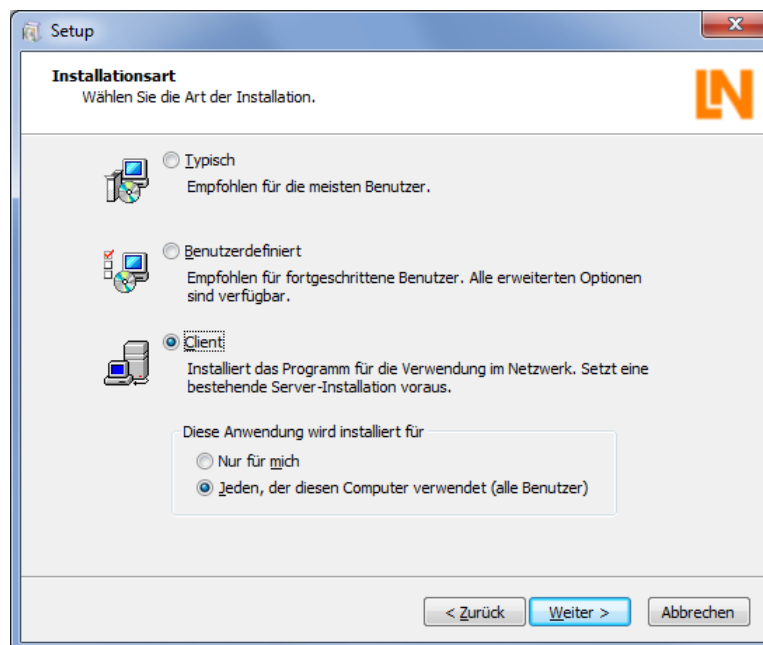 Setup
Installationsart
Wählen Sie die Art der Installation.
LN
Typisch
Empfohlen für die meisten Benutzer.
Benutzerdefiniert
Empfohlen für fortgeschrittene Benutzer. Alle erweiterten Optionen
sind verfügbar.
Client
Installiert das Programm für die Verwendung im Netzwerk. Setzt eine
bestehende Server-Installation voraus.
Diese Anwendung wird installiert für
Nur für mich
Jeden, der diesen Computer verwendet (alle Benutzer)
< Zurück
Weiter >
Abbrechen